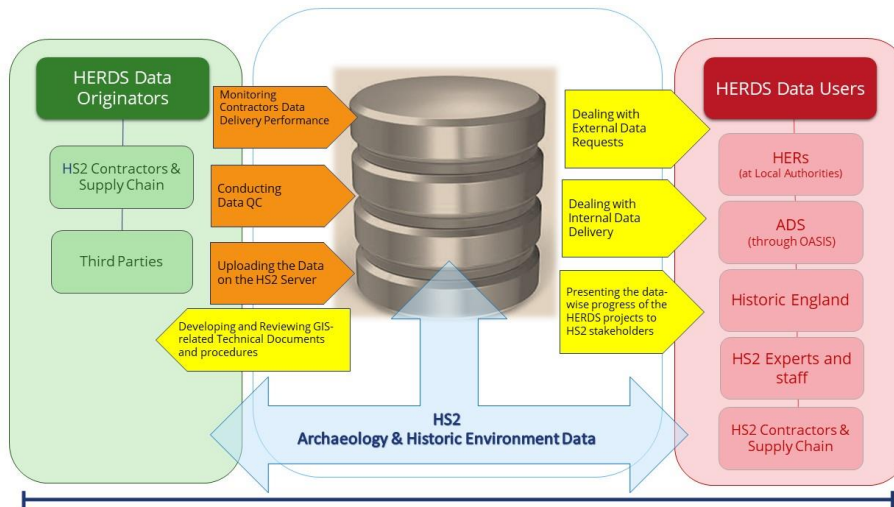 HERDS Data
Originators
HS2 Contractors &
Supply Chain
Third Parties
Monitoring
Contractors Data
Delivery Performance
Conducting
Data QC
Uploading the Data
on the HS2 Server
Developing and Reviewing GIS-
related Technical Documents
and procedures
Dealing with
External Data
Requests
Dealing with
Internal Data
Delivery
Presenting the data-
wise progress of the
HERDS projects to
HS2 stakeholders
HS2
Archaeology & Historic Environment Data
HERDS Data Users
HERs
(at Local Authorities)
ADS
(through OASIS)
Historic England
HS2 Experts and
staff
HS2 Contractors &
Supply Chain